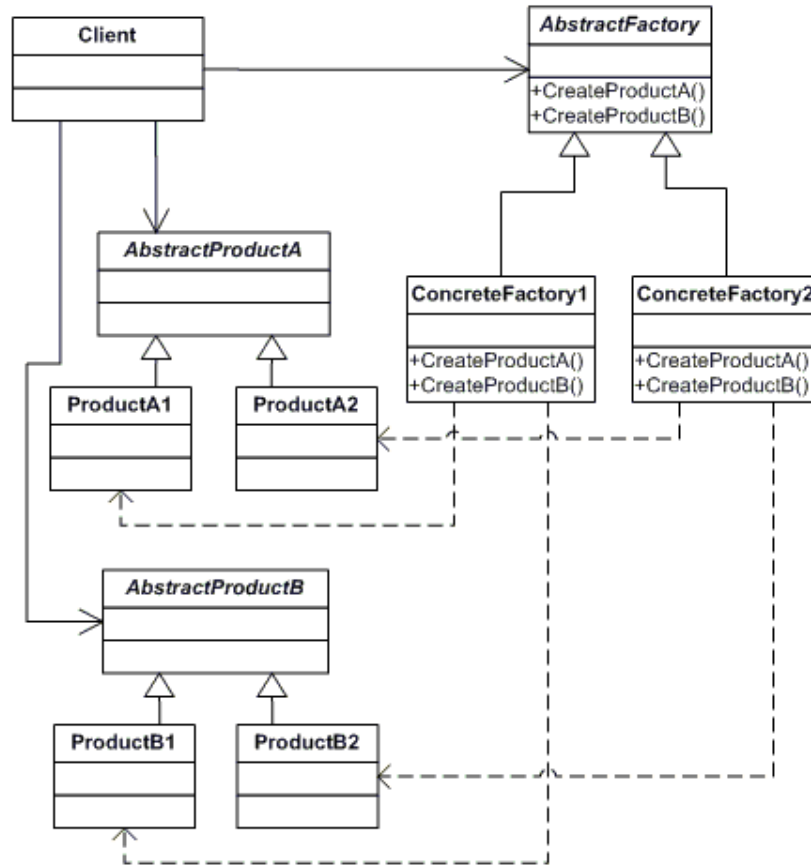 Client
AbstractFactory
+CreateProductA()
+CreateProductB()
AbstractProductA
ConcreteFactory1
+CreateProductA()
+CreateProductB()
ConcreteFactory2
+CreateProductA()
+CreateProductB()
ProductA1
ProductA2
AbstractProductB
ProductB1
ProductB2